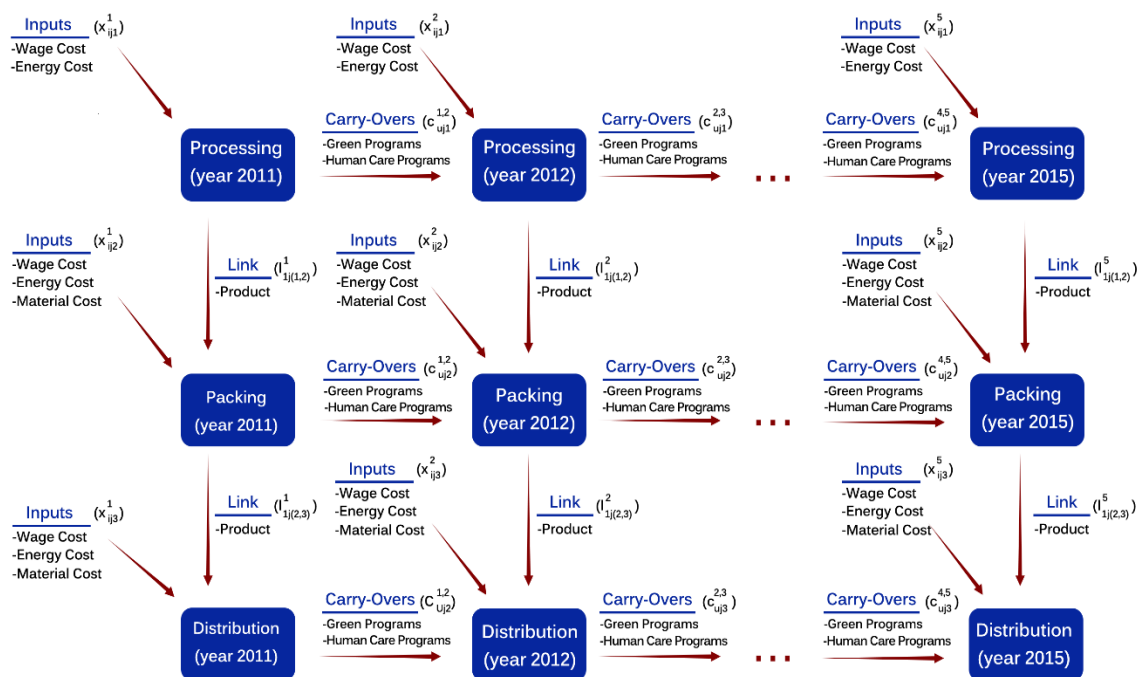 Inputs (x¹ᵢⱼ₁)
-Wage Cost
-Energy Cost
Inputs (x²ᵢⱼ₁)
-Wage Cost
-Energy Cost
Inputs (x⁵ᵢⱼ₁)
-Wage Cost
-Energy Cost
Processing
(year 2011)
Carry-Overs (c¹,²ᵤⱼ₁)
-Green Programs
-Human Care Programs
Processing
(year 2012)
Carry-Overs (c²,³ᵤⱼ₁)
-Green Programs
-Human Care Programs
...
Carry-Overs (c⁴,⁵ᵤⱼ₁)
-Green Programs
-Human Care Programs
Processing
(year 2015)
Inputs (x¹ᵢⱼ₂)
-Wage Cost
-Energy Cost
-Material Cost
Link (l¹₁ⱼ₍₁,₂₎)
-Product
Inputs (x²ᵢⱼ₂)
-Wage Cost
-Energy Cost
-Material Cost
Link (l²₁ⱼ₍₁,₂₎)
-Product
Inputs (x⁵ᵢⱼ₂)
-Wage Cost
-Energy Cost
-Material Cost
Link (l⁵₁ⱼ₍₁,₂₎)
-Product
Packing
(year 2011)
Carry-Overs (c¹,²ᵤⱼ₂)
-Green Programs
-Human Care Programs
Packing
(year 2012)
Carry-Overs (c²,³ᵤⱼ₂)
-Green Programs
-Human Care Programs
...
Carry-Overs (c⁴,⁵ᵤⱼ₂)
-Green Programs
-Human Care Programs
Packing
(year 2015)
Inputs (x¹ᵢⱼ₃)
-Wage Cost
-Energy Cost
-Material Cost
Link (l¹₁ⱼ₍₂,₃₎)
-Product
Inputs (x²ᵢⱼ₃)
-Wage Cost
-Energy Cost
-Material Cost
Link (l²₁ⱼ₍₂,₃₎)
-Product
Inputs (x⁵ᵢⱼ₃)
-Wage Cost
-Energy Cost
-Material Cost
Link (l⁵₁ⱼ₍₂,₃₎)
-Product
Distribution
(year 2011)
Carry-Overs (C¹,²Uⱼ₂)
-Green Programs
-Human Care Programs
Distribution
(year 2012)
Carry-Overs (c²,³ᵤⱼ₃)
-Green Programs
-Human Care Programs
...
Carry-Overs (c⁴,⁵ᵤⱼ₃)
-Green Programs
-Human Care Programs
Distribution
(year 2015)